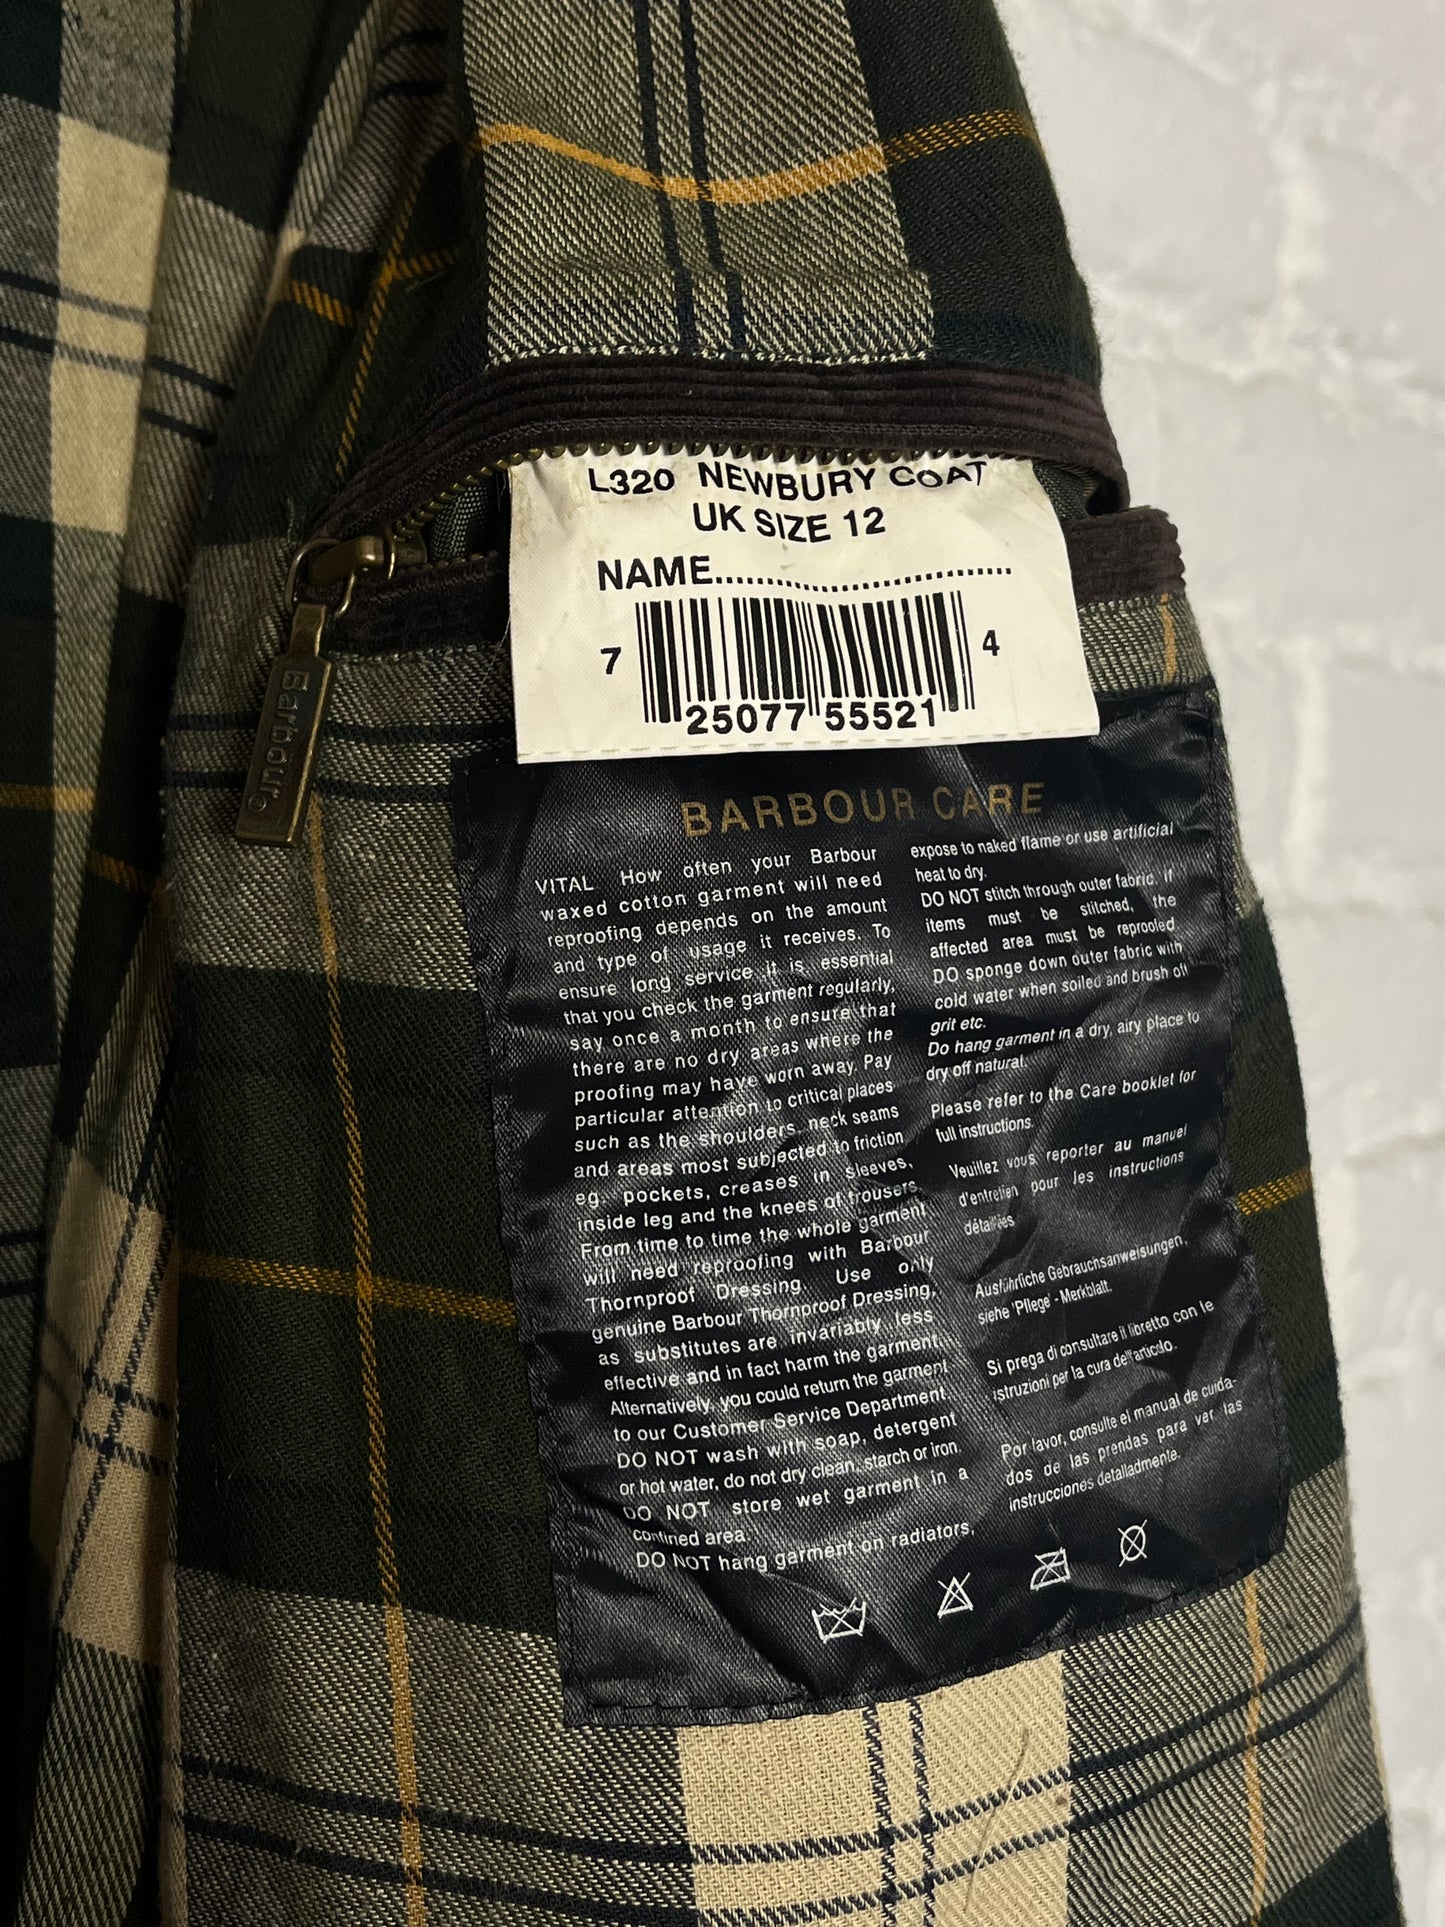 L320 NEWBURY COAT
UK SIZE 12
NAME..............................
7 25077 55521 4
Barbour
BARBOUR CARE
VITAL How often your Barbour
waxed cotton garment will need
reproofing depends on the amount
and type of usage it receives. To
ensure long service it is essential
that you check the garment regularly,
say once a month to ensure that
there are no dry areas where the
proofing may have worn away. Pay
particular attention to critical places
such as the shoulders, neck seams
and areas most subjected to friction
eg. pockets, creases in sleeves,
inside leg and the knees of trousers.
From time to time the whole garment
will need reproofing with Barbour
Thornproof Dressing. Use only
genuine Barbour Thornproof Dressing,
as substitutes are invariably less
effective and in fact harm the garment.
Alternatively, you could return the garment
to our Customer Service Department.
DO NOT wash with soap, detergent
or hot water, do not dry clean, starch or iron.
DO NOT store wet garment in a
confined area.
DO NOT hang garment on radiators,
expose to naked flame or use artificial
heat to dry.
DO NOT stitch through outer fabric, if
items must be stitched, the
affected area must be reproofed
DO sponge down outer fabric with
cold water when soiled and brush off
grit etc.
Do hang garment in a dry, airy place to
dry off natural.
Please refer to the Care booklet for
full instructions.
Veuillez vous reporter au manuel
d'entretien pour les instructions
détaillées
Ausführliche Gebrauchsanweisungen,
siehe 'Pflege' - Merkblatt.
Si prega di consultare il libretto con le
istruzioni per la cura dell'articolo.
Por favor, consulte el manual de cuida-
dos de las prendas para ver las
instrucciones detalladmente.